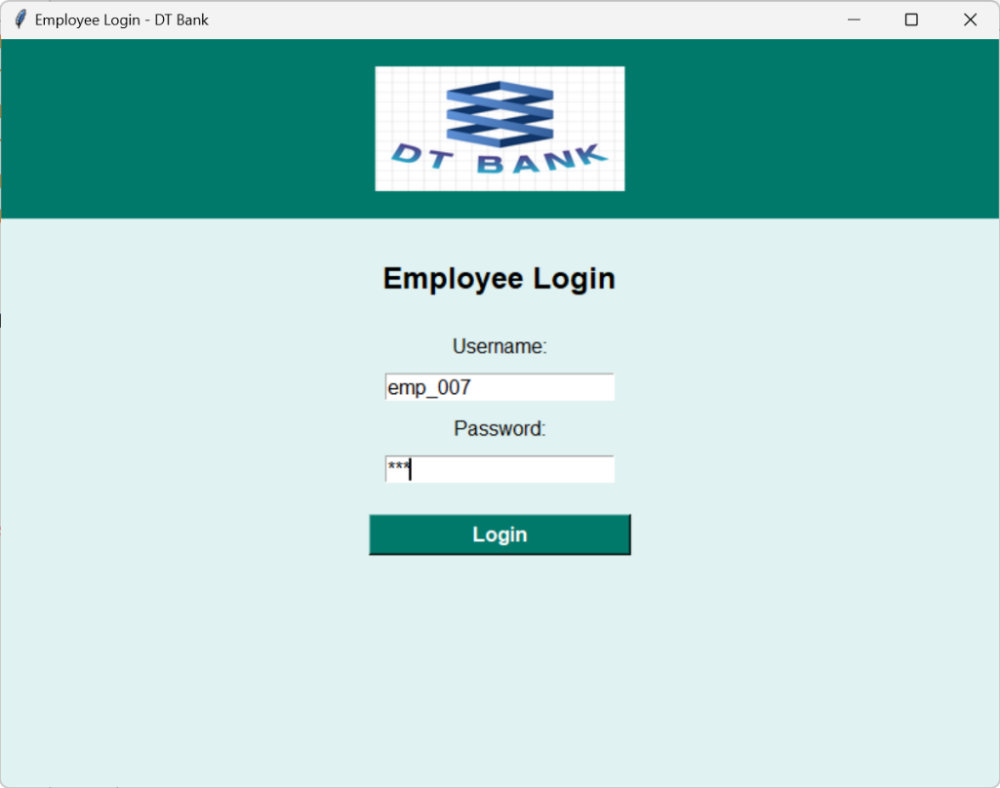 Employee Login - DT Bank
DT BANK
Employee Login
Username:
emp_007
Password:
***
Login